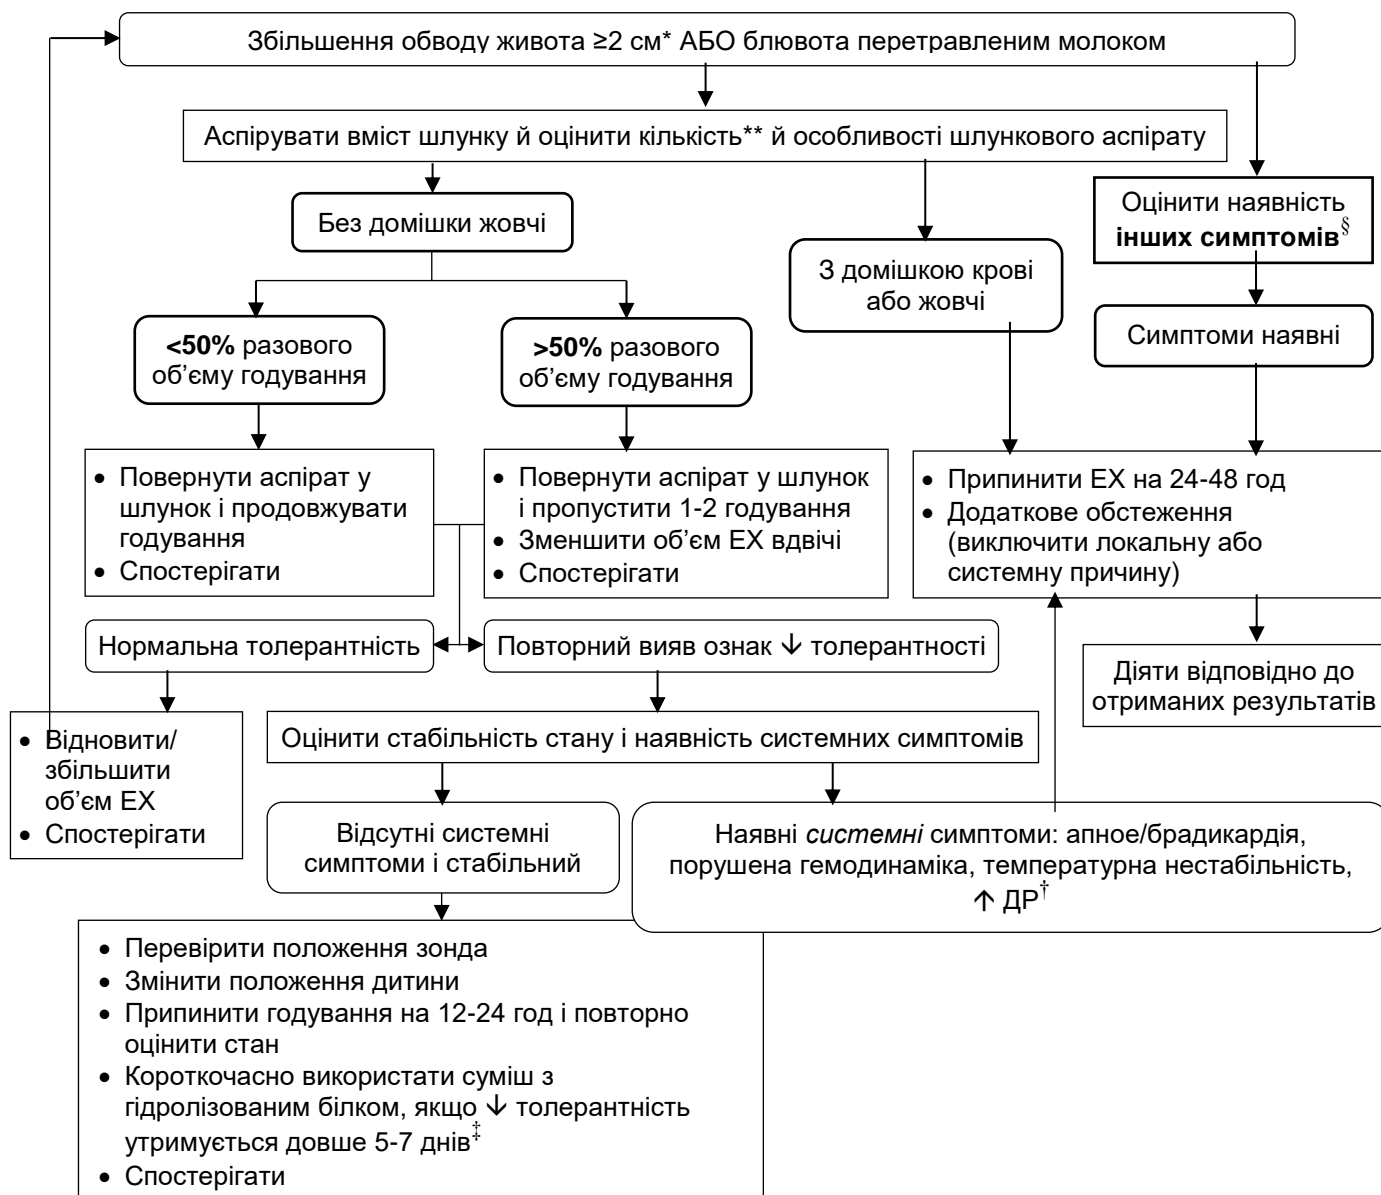 Збільшення обводу живота ≥2 см* АБО блювота перетравленим молоком
Аспірувати вміст шлунку й оцінити кількість** й особливості шлункового аспірату
Без домішки жовчі
З домішкою крові
або жовчі
Оцінити наявність
інших симптомів§
Симптоми наявні
<50% разового
об’єму годування
>50% разового
об’єму годування
• Повернути аспірат у
шлунок і продовжувати
годування
• Спостерігати
• Повернути аспірат у шлунок
і пропустити 1-2 годування
• Зменшити об’єм ЕХ вдвічі
• Спостерігати
• Припинити ЕХ на 24-48 год
• Додаткове обстеження
(виключити локальну або
системну причину)
Нормальна толерантність
Повторний вияв ознак ↓ толерантності
Діяти відповідно до
отриманих результатів
• Відновити/
збільшити
об’єм ЕХ
• Спостерігати
Оцінити стабільність стану і наявність системних симптомів
Відсутні системні
симптоми і стабільний
Наявні системні симптоми: апное/брадикардія,
порушена гемодинаміка, температурна нестабільність,
↑ ДР†
• Перевірити положення зонда
• Змінити положення дитини
• Припинити годування на 12-24 год і повторно
оцінити стан
• Короткочасно використати суміш з
гідролізованим білком, якщо ↓ толерантність
утримується довше 5-7 днів‡
• Спостерігати